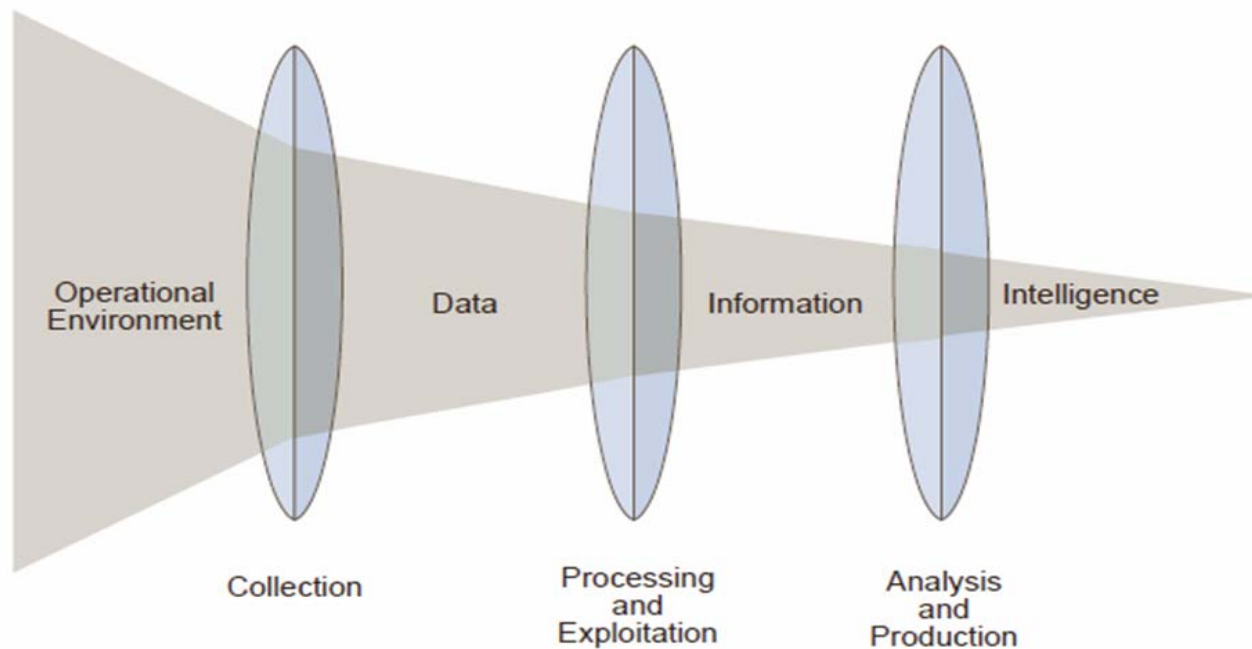 Operational
Environment
Data
Information
Intelligence
Collection
Processing
and
Exploitation
Analysis
and
Production